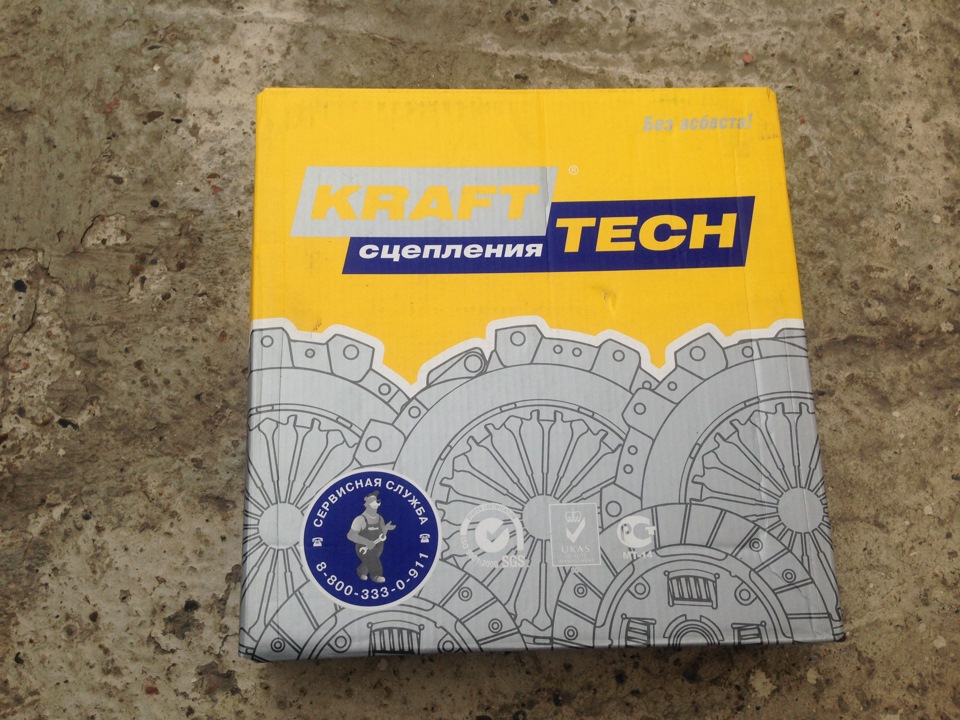 Без асбеста!
KRAFT ®
сцепления TECH
СЕРВИСНАЯ СЛУЖБА
8-800-333-0-911
SGS
UKAS